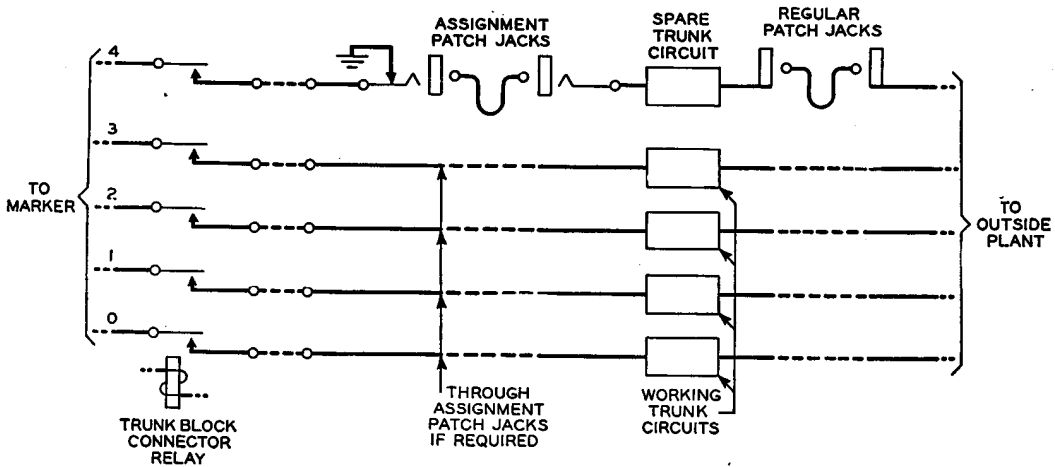 ASSIGNMENT
PATCH JACKS
SPARE
TRUNK
CIRCUIT
REGULAR
PATCH JACKS
4
3
2
1
0
TO
MARKER
TO
OUTSIDE
PLANT
TRUNK BLOCK
CONNECTOR
RELAY
THROUGH
ASSIGNMENT
PATCH JACKS
IF REQUIRED
WORKING
TRUNK
CIRCUITS